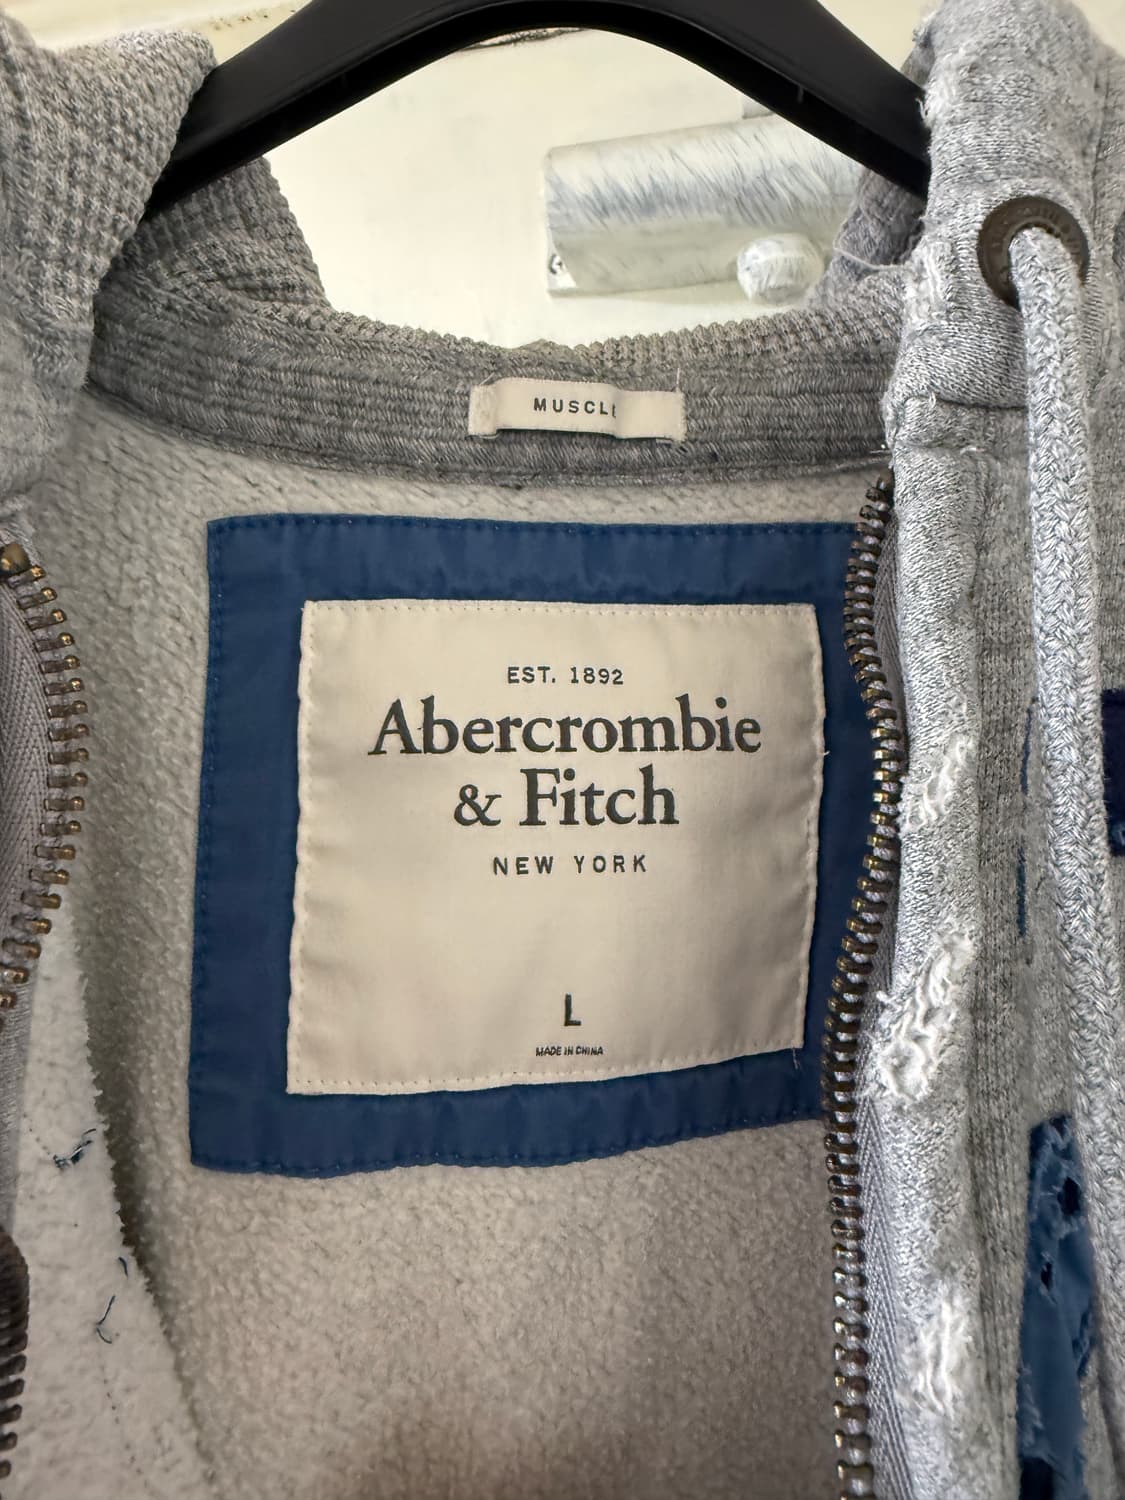 MUSCLE
EST. 1892
Abercrombie
& Fitch
NEW YORK
L
MADE IN CHINA